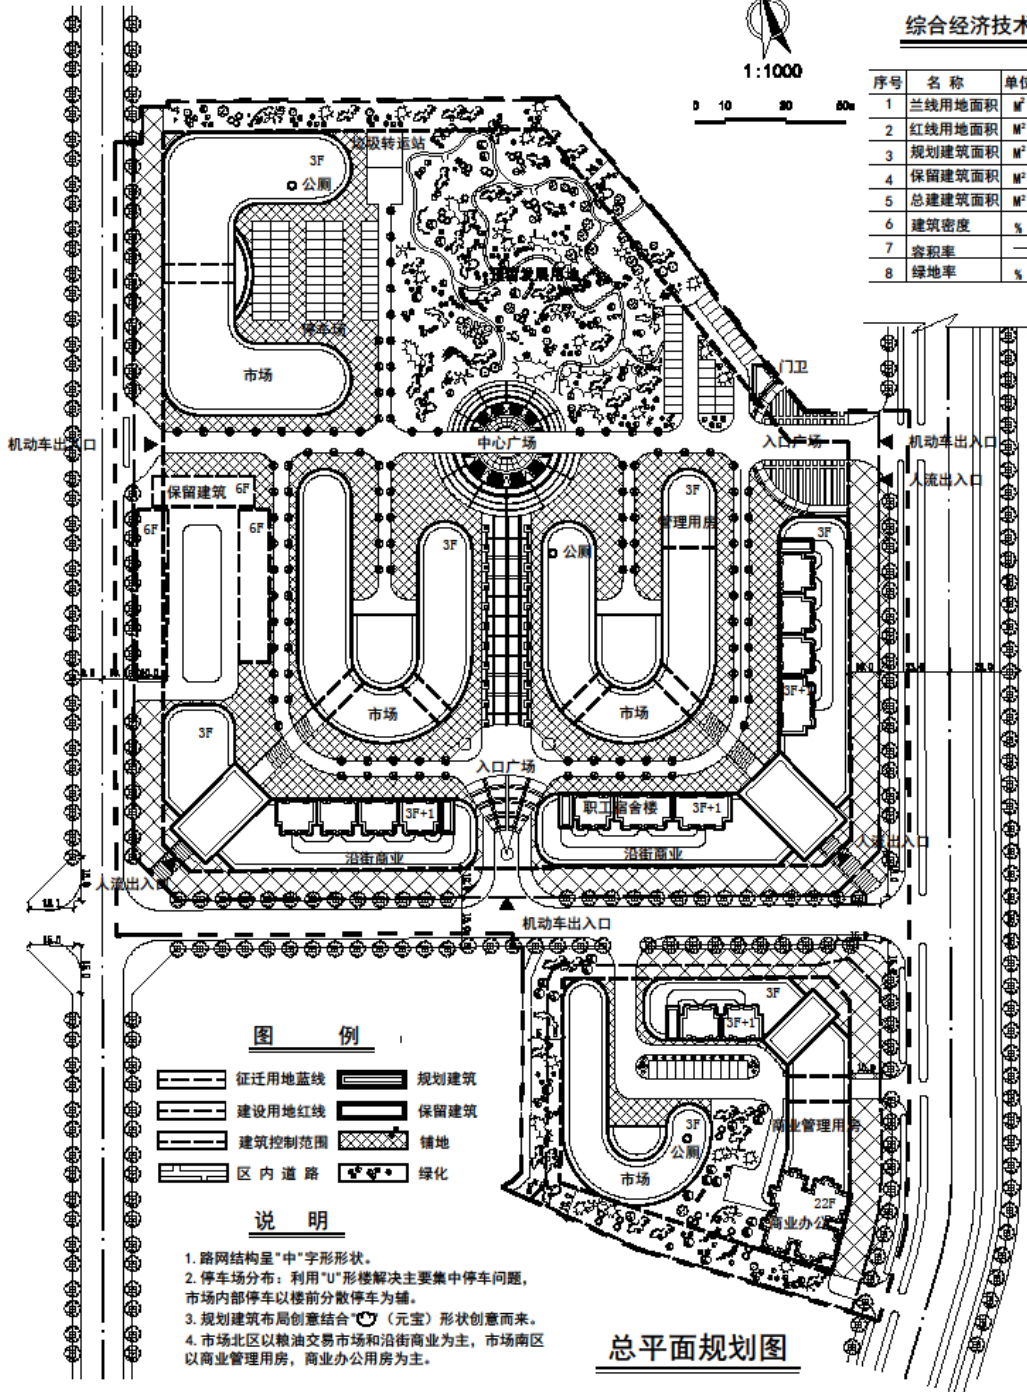 综合经济技术
1:1000
0 10 30 50m
序号 名 称 单位
1 兰线用地面积 M²
2 红线用地面积 M²
3 规划建筑面积 M²
4 保留建筑面积 M²
5 总建建筑面积 M²
6 建筑密度 %
7 容积率 —
8 绿地率 %
垃圾转运站
3F
公厕
预留发展用地
停车场
市场
门卫
机动车出入口
中心广场
入口广场
机动车出入口
人流出入口
保留建筑
6F
6F
6F
3F
3F
管理用房
公厕
3F
3F+1
市场
市场
3F
入口广场
3F+1
职工宿舍楼
3F+1
沿街商业
沿街商业
人流出入口
人流出入口
机动车出入口
3F
3F+1
商业管理用房
3F
公厕
市场
22F
商业办公
图 例
征迁用地蓝线 规划建筑
建设用地红线 保留建筑
建筑控制范围 铺地
区 内 道 路 绿化
说 明
1. 路网结构呈"中"字形形状。
2. 停车场分布：利用"U"形楼解决主要集中停车问题，
市场内部停车以楼前分散停车为辅。
3. 规划建筑布局创意结合" （元宝）形状创意而来。
4. 市场北区以粮油交易市场和沿街商业为主，市场南区
以商业管理用房，商业办公用房为主。
总平面规划图